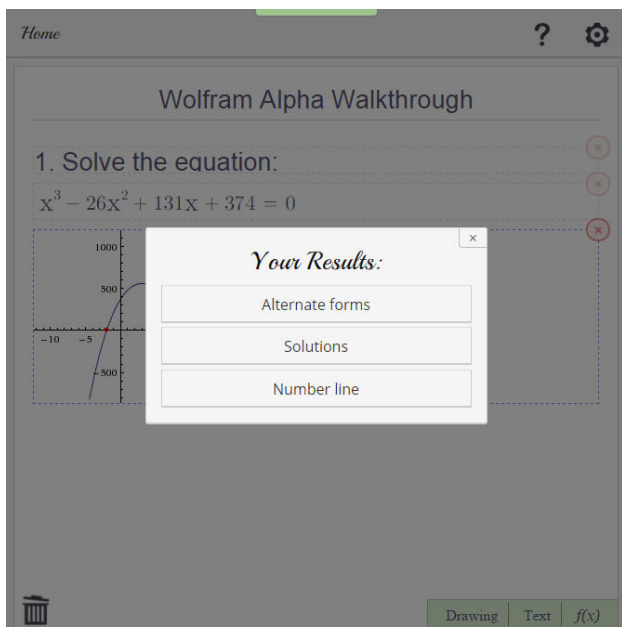 Home ?
Wolfram Alpha Walkthrough
1. Solve the equation:
x³ − 26x² + 131x + 374 = 0
1000
500
−10 −5
−500
Your Results:
×
Alternate forms
Solutions
Number line
Drawing Text f(x)